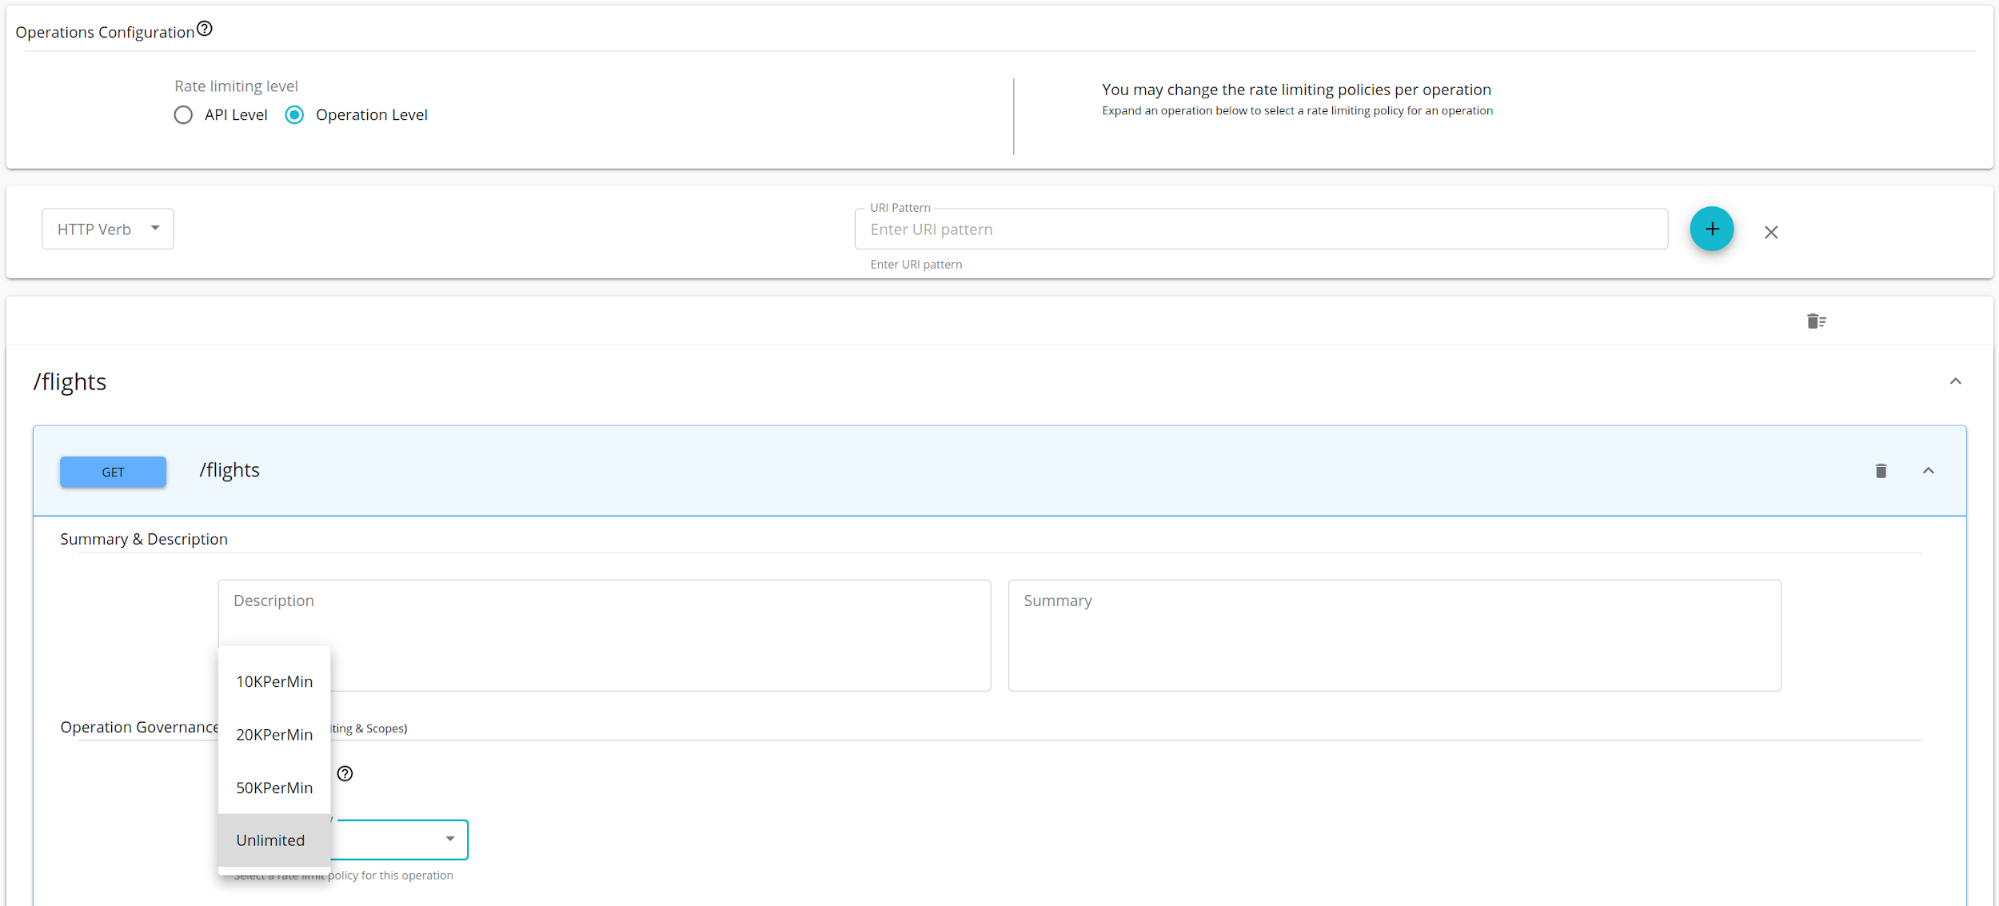 Operations Configuration
Rate limiting level
API Level
Operation Level
You may change the rate limiting policies per operation
Expand an operation below to select a rate limiting policy for an operation
HTTP Verb
URI Pattern
Enter URI pattern
Enter URI pattern
/flights
GET
/flights
Summary & Description
Description
Summary
10KPerMin
20KPerMin
50KPerMin
Unlimited
Operation Governance
& Scopes)
Select a rate limit policy for this operation